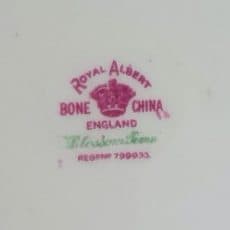 ROYAL ALBERT
BONE CHINA
ENGLAND
Blossom Time
REGD Nº 799033